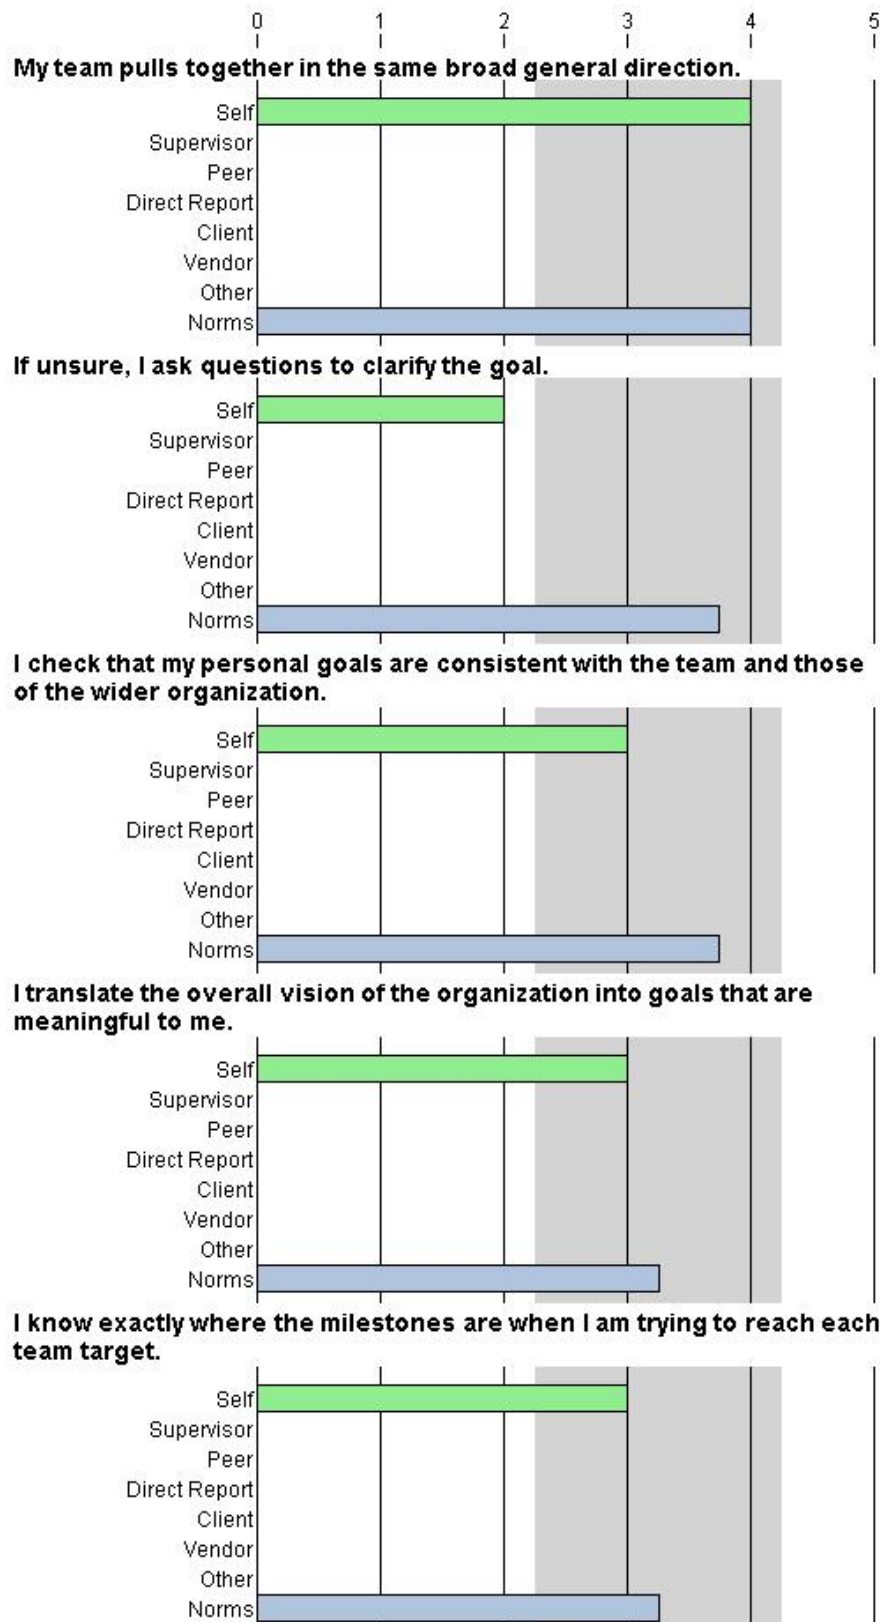 0 1 2 3 4 5
My team pulls together in the same broad general direction.
Self
Supervisor
Peer
Direct Report
Client
Vendor
Other
Norms
If unsure, I ask questions to clarify the goal.
Self
Supervisor
Peer
Direct Report
Client
Vendor
Other
Norms
I check that my personal goals are consistent with the team and those
of the wider organization.
Self
Supervisor
Peer
Direct Report
Client
Vendor
Other
Norms
I translate the overall vision of the organization into goals that are
meaningful to me.
Self
Supervisor
Peer
Direct Report
Client
Vendor
Other
Norms
I know exactly where the milestones are when I am trying to reach each
team target.
Self
Supervisor
Peer
Direct Report
Client
Vendor
Other
Norms